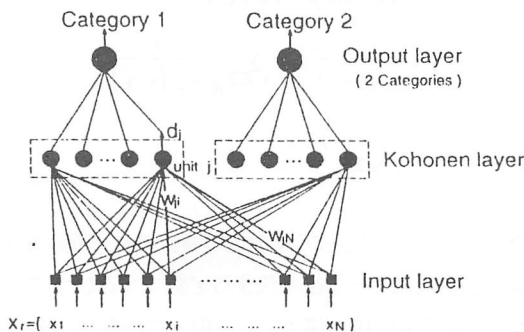 Category 1 Category 2
Output layer
( 2 Categories )
dj
unit j
Kohonen layer
Wji
WjN
Input layer
Xr=( x1 ... ... ... xi ... ... ... xN )